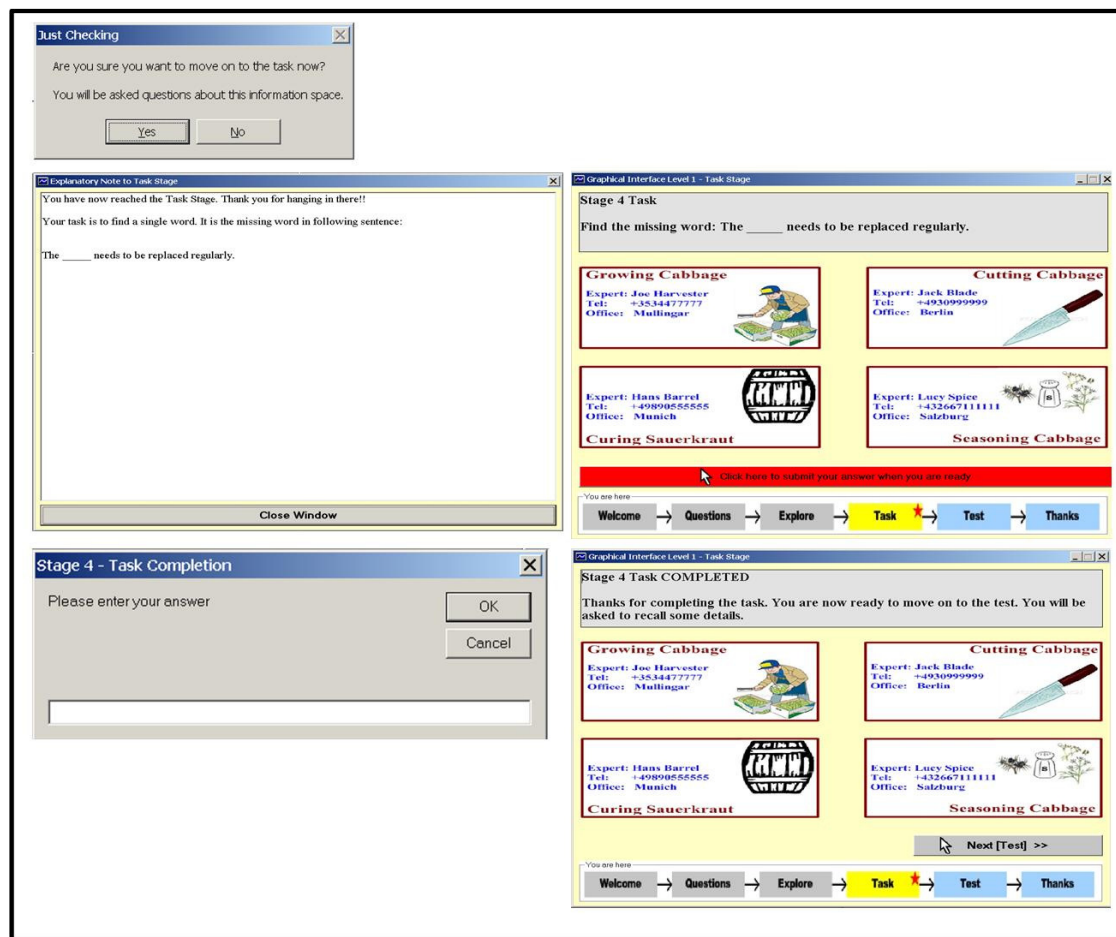 Just Checking
Are you sure you want to move on to the task now?
You will be asked questions about this information space.
Yes No
Explanatory Note to Task Stage
You have now reached the Task Stage. Thank you for hanging in there!!
Your task is to find a single word. It is the missing word in following sentence:
The _____ needs to be replaced regularly.
Close Window
Graphical Interface Level 1 - Task Stage
Stage 4 Task
Find the missing word: The _____ needs to be replaced regularly.
Growing Cabbage
Expert: Joe Harvester
Tel: +3534477777
Office: Mullingar
Cutting Cabbage
Expert: Jack Blade
Tel: +4930999999
Office: Berlin
Expert: Hans Barrel
Tel: +49890555555
Office: Munich
Curing Sauerkraut
Expert: Lucy Spice
Tel: +432667111111
Office: Salzburg
Seasoning Cabbage
Click here to submit your answer when you are ready
You are here
Welcome Questions Explore Task Test Thanks
Stage 4 - Task Completion
Please enter your answer
OK
Cancel
Graphical Interface Level 1 - Task Stage
Stage 4 Task COMPLETED
Thanks for completing the task. You are now ready to move on to the test. You will be
asked to recall some details.
Growing Cabbage
Expert: Joe Harvester
Tel: +3534477777
Office: Mullingar
Cutting Cabbage
Expert: Jack Blade
Tel: +4930999999
Office: Berlin
Expert: Hans Barrel
Tel: +49890555555
Office: Munich
Curing Sauerkraut
Expert: Lucy Spice
Tel: +432667111111
Office: Salzburg
Seasoning Cabbage
Next [Test] >>
You are here
Welcome Questions Explore Task Test Thanks